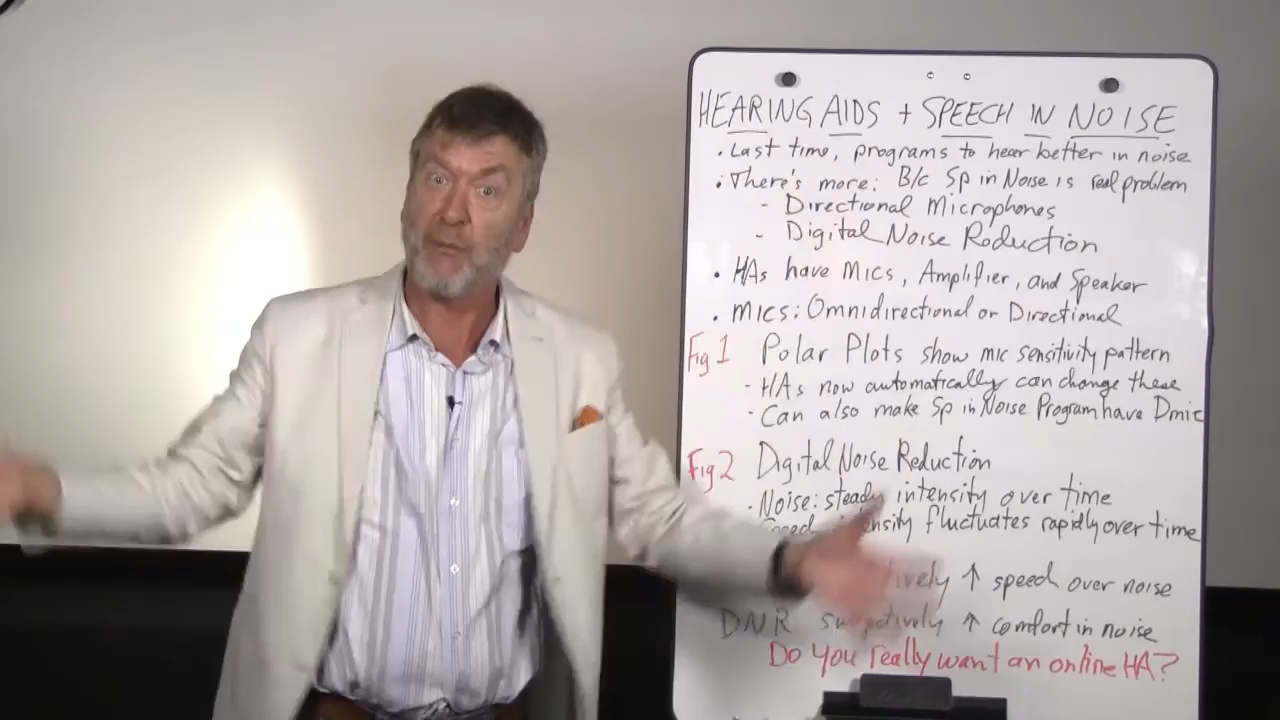 HEARING AIDS + SPEECH IN NOISE
• Last time, programs to hear better in noise
• There's more: B/c Sp in Noise is real problem
- Directional Microphones
- Digital Noise Reduction
• HAs have Mics, Amplifier, and Speaker
• MICS: Omnidirectional or Directional
Fig 1 Polar Plots show mic sensitivity pattern
- HAs now automatically can change these
- Can also make Sp in Noise Program have Dmic
Fig 2 Digital Noise Reduction
- Noise: steady intensity over time
fluctuates rapidly over time
↑ speech over noise
DNR ↑ comfort in noise
Do you really want an online HA?